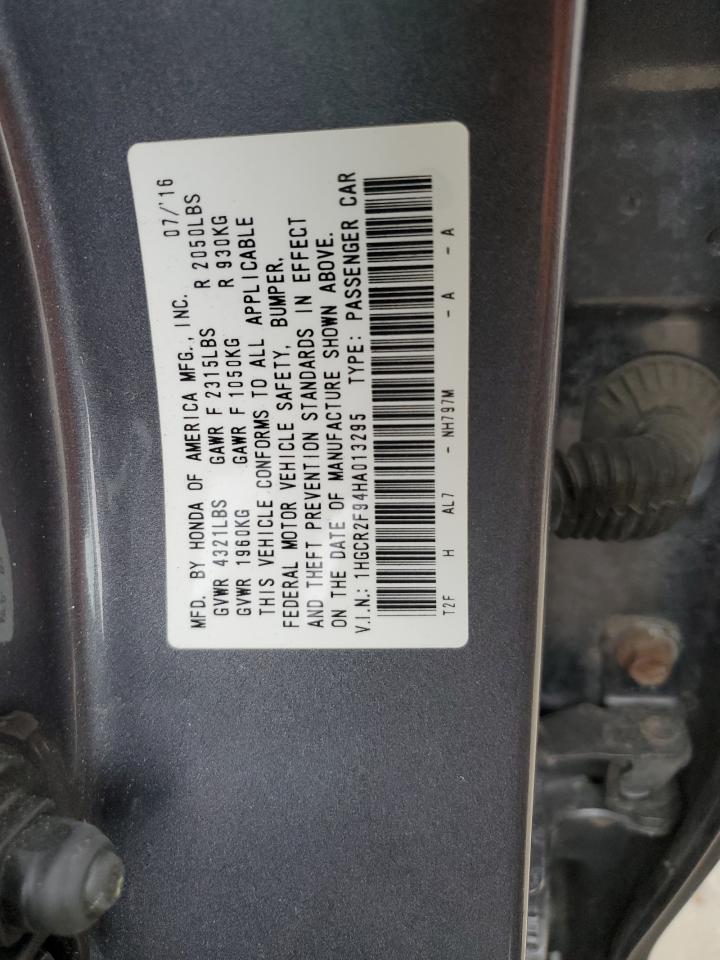 MFD. BY HONDA OF AMERICA MFG., INC. 07/'16
GVWR 4321LBS GAWR F 2315LBS R 2050LBS
GVWR 1960KG GAWR F 1050KG R 930KG
THIS VEHICLE CONFORMS TO ALL APPLICABLE
FEDERAL MOTOR VEHICLE SAFETY, BUMPER,
AND THEFT PREVENTION STANDARDS IN EFFECT
ON THE DATE OF MANUFACTURE SHOWN ABOVE.
V.I.N.: 1HGCR2F94HA013295 TYPE: PASSENGER CAR
T2F H AL7 - NH797M - A - A